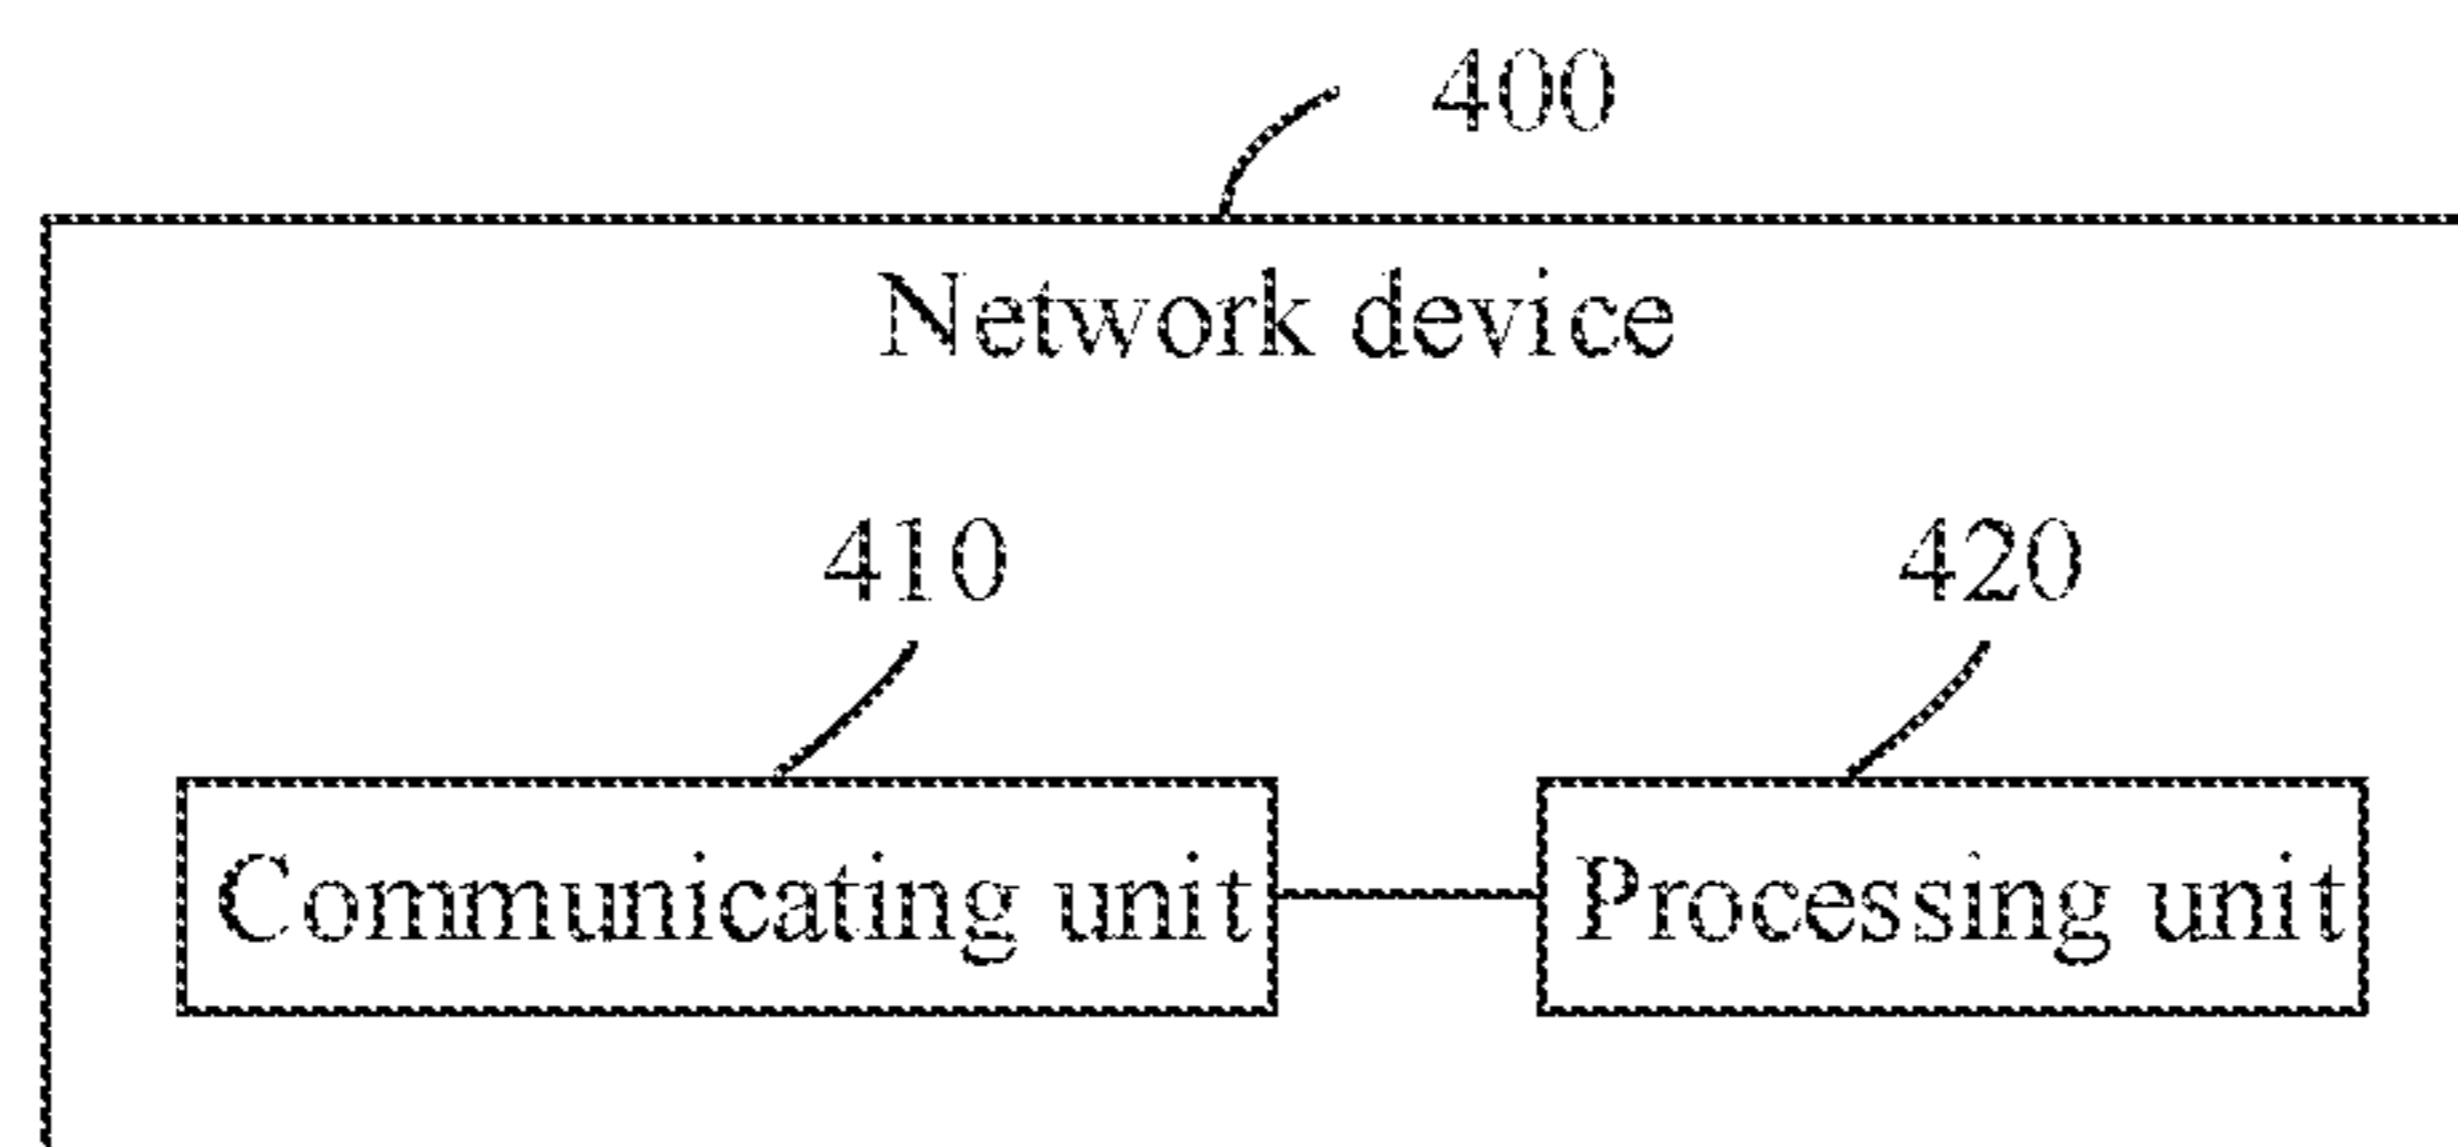 400
Network device
410
420
Communicating unit
Processing unit